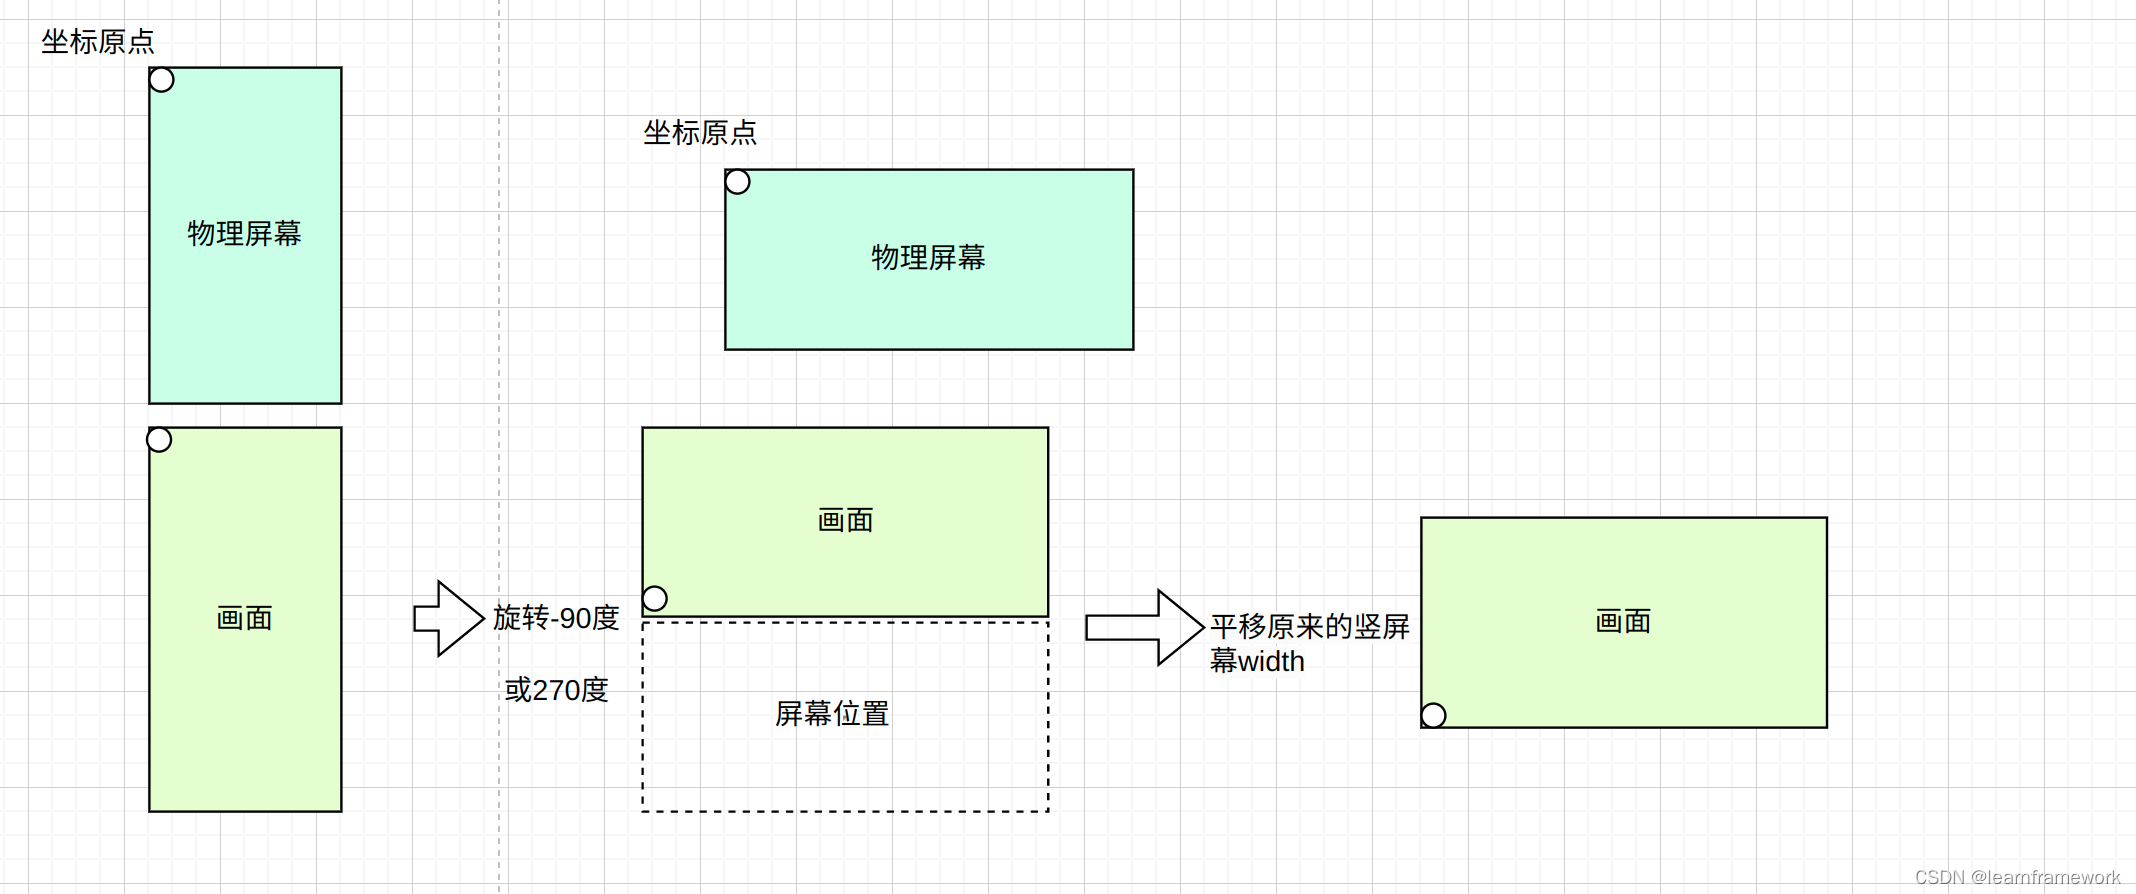 坐标原点
物理屏幕
坐标原点
物理屏幕
画面
旋转-90度
或270度
画面
屏幕位置
平移原来的竖屏
幕width
画面
CSDN @learnframework